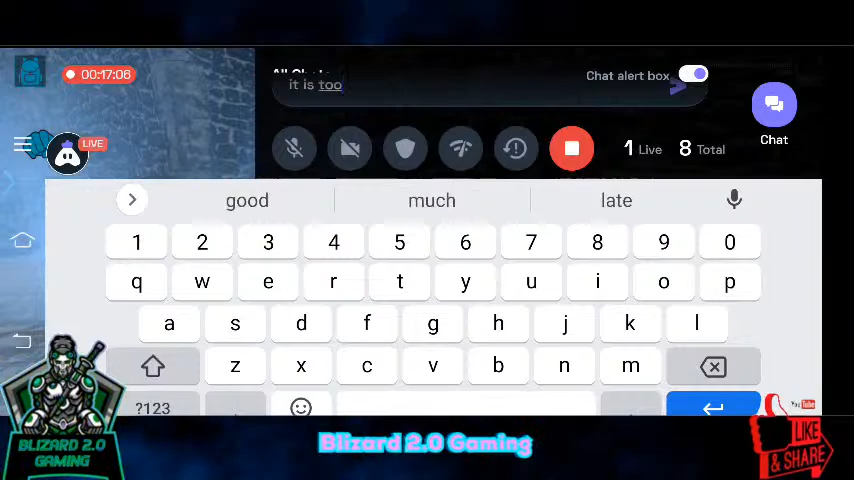 All Chats
00:17:06
Chat alert box
it is too
LIVE
Chat
1 Live 8 Total
good much late
1 2 3 4 5 6 7 8 9 0
q w e r t y u i o p
a s d f g h j k l
z x c v b n m
?123 , .
BLIZARD 2.0
GAMING
Blizard 2.0 Gaming
YouTube
LIKE
& SHARE